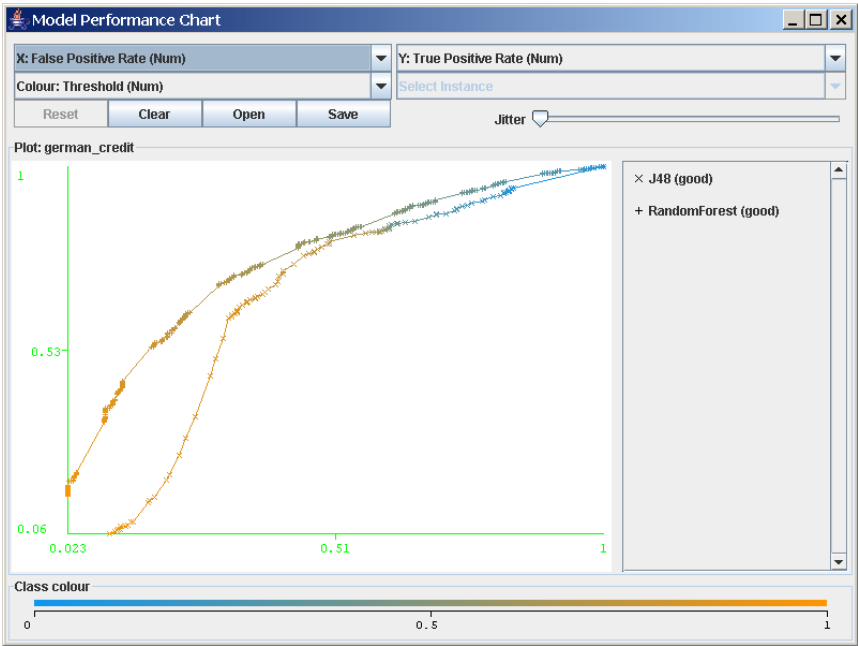 Model Performance Chart
X: False Positive Rate (Num)
Y: True Positive Rate (Num)
Colour: Threshold (Num)
Select Instance
Reset
Clear
Open
Save
Jitter
Plot: german_credit
1
0.53
0.06
0.023
0.51
1
× J48 (good)
+ RandomForest (good)
Class colour
0
0.5
1